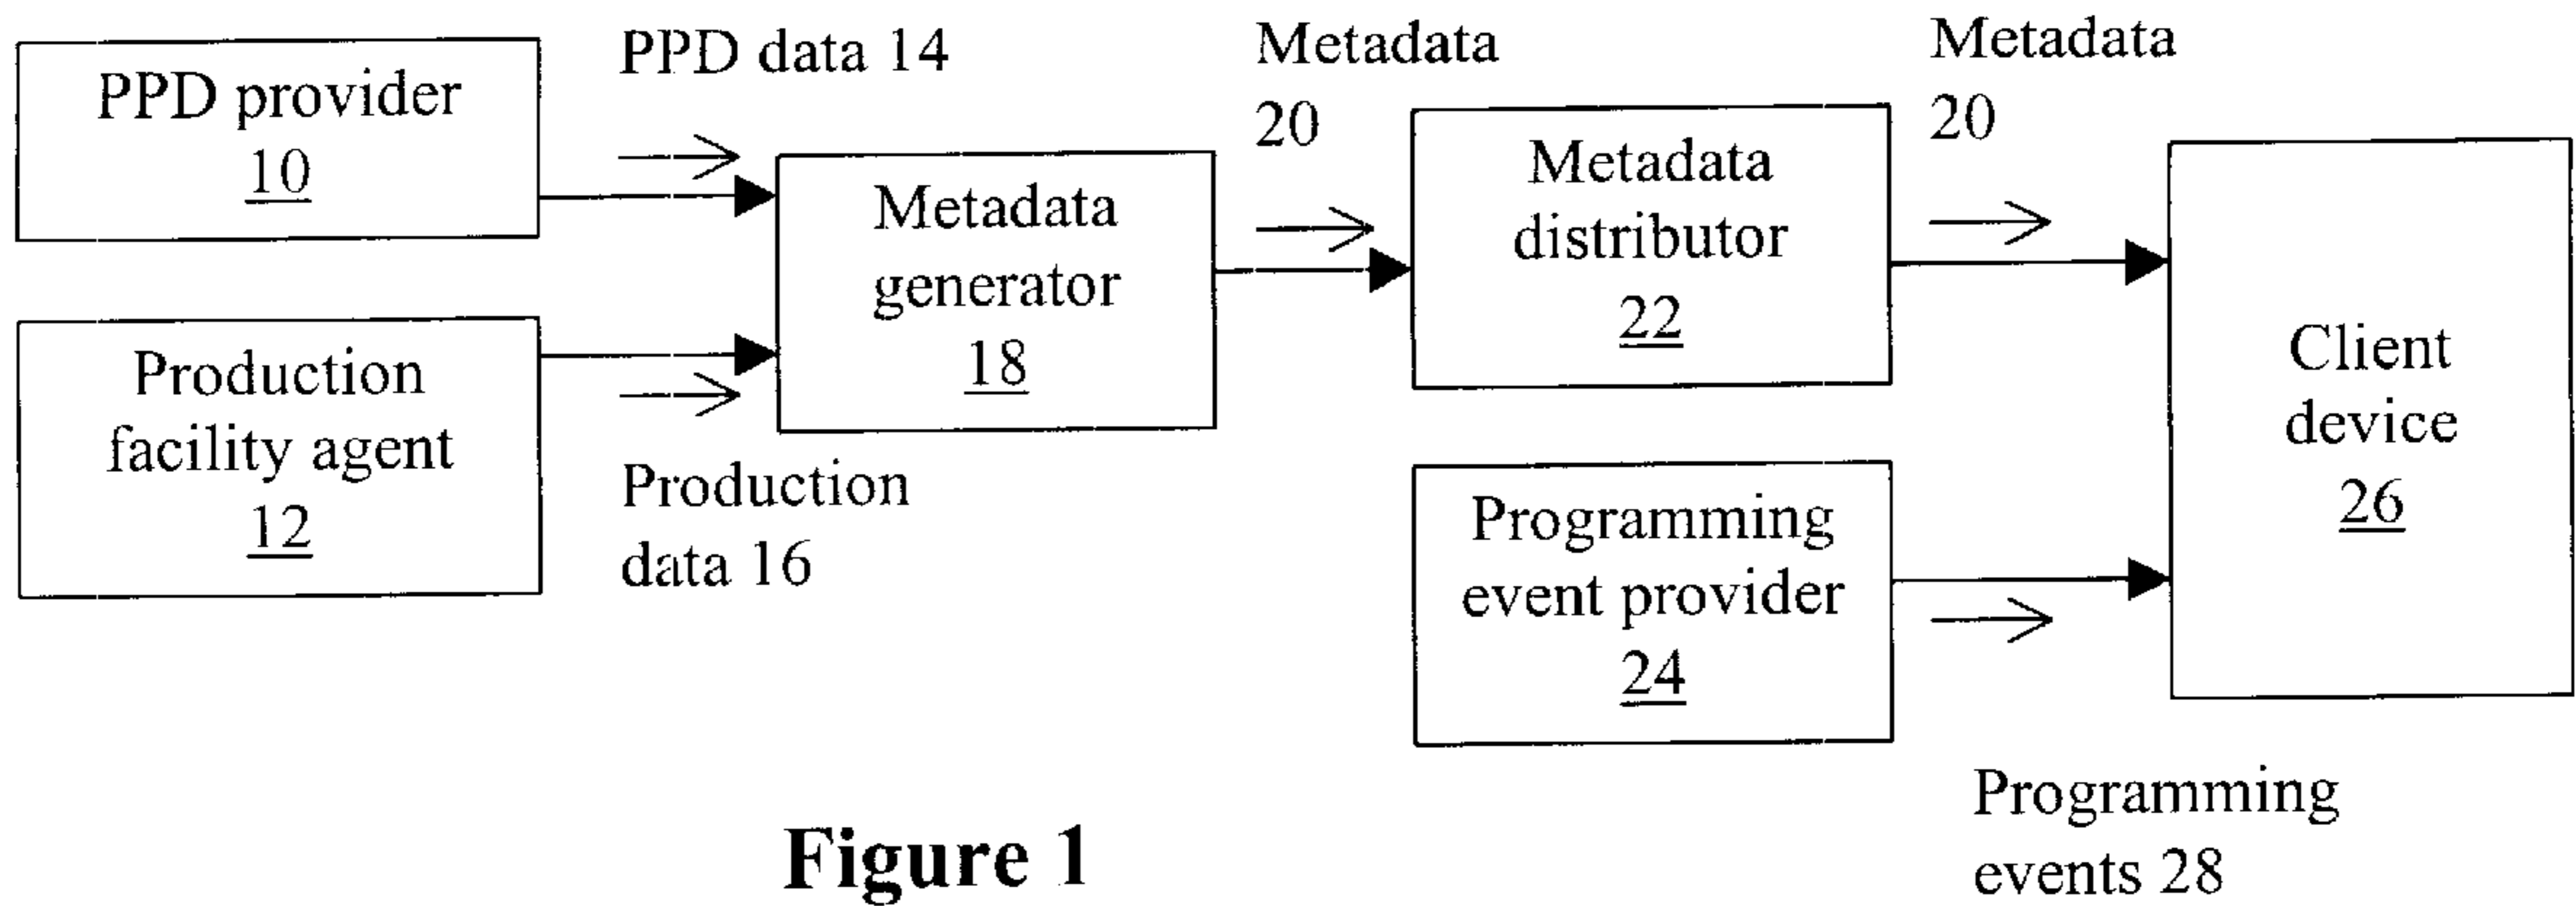 PPD provider
10
PPD data 14
Production
facility agent
12
Production
data 16
Metadata
generator
18
Metadata
20
Metadata
distributor
22
Programming
event provider
24
Metadata
20
Client
device
26
Programming
events 28
Figure 1